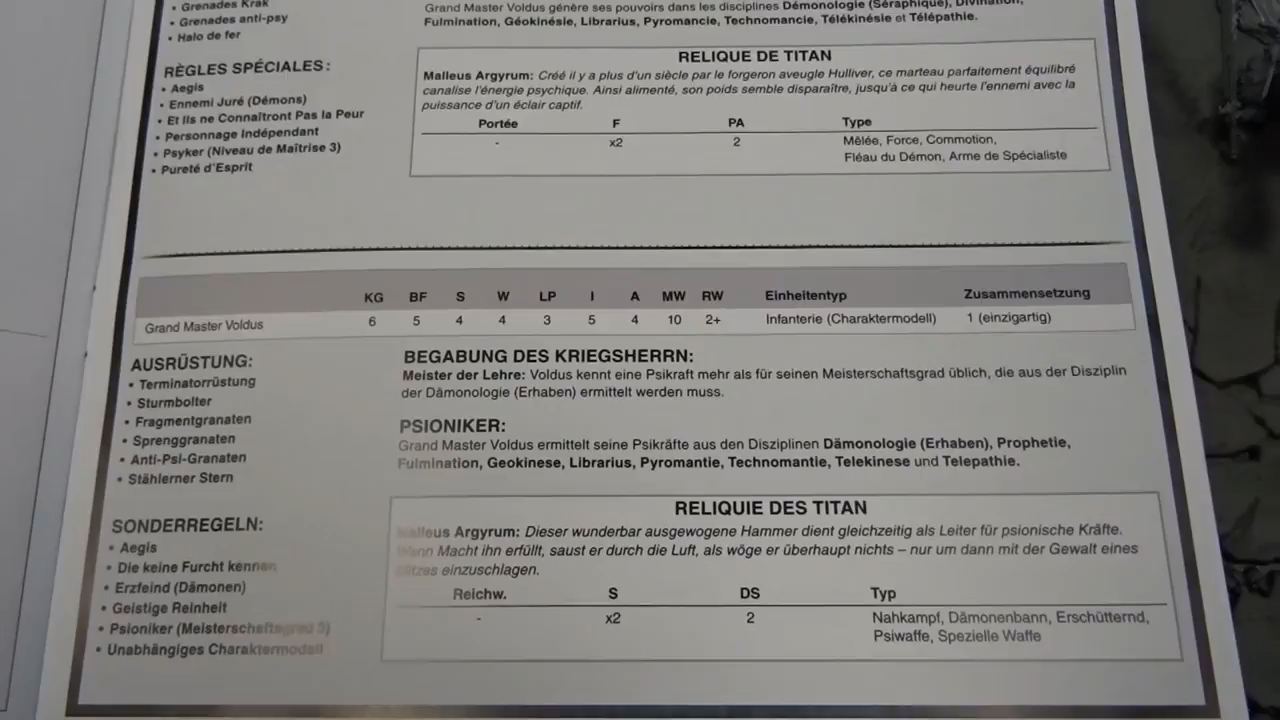 • Grenades Krak
• Grenades anti-psy
• Halo de fer
RÈGLES SPÉCIALES:
• Aegis
• Ennemi Juré (Démons)
• Et Ils ne Connaîtront Pas la Peur
• Personnage Indépendant
• Psyker (Niveau de Maîtrise 3)
• Pureté d'Esprit
Grand Master Voldus génère ses pouvoirs dans les disciplines Démonologie (Séraphique), Divination,
Fulmination, Géokinésie, Librarius, Pyromancie, Technomancie, Télékinésie et Télépathie.
RELIQUE DE TITAN
Malleus Argyrum: Créé il y a plus d'un siècle par le forgeron aveugle Hulliver, ce marteau parfaitement équilibré
canalise l'énergie psychique. Ainsi alimenté, son poids semble disparaître, jusqu'à ce qui heurte l'ennemi avec la
puissance d'un éclair captif.
Portée F PA Type
- x2 2 Mêlée, Force, Commotion,
Fléau du Démon, Arme de Spécialiste
KG BF S W LP I A MW RW Einheitentyp Zusammensetzung
Grand Master Voldus 6 5 4 4 3 5 4 10 2+ Infanterie (Charaktermodell) 1 (einzigartig)
AUSRÜSTUNG:
• Terminatorrüstung
• Sturmbolter
• Fragmentgranaten
• Sprenggranaten
• Anti-Psi-Granaten
• Stählerner Stern
SONDERREGELN:
• Aegis
• Die keine Furcht kennen
• Erzfeind (Dämonen)
• Geistige Reinheit
• Psioniker (Meisterschaftsgrad 3)
• Unabhängiges Charaktermodell
BEGABUNG DES KRIEGSHERRN:
Meister der Lehre: Voldus kennt eine Psikraft mehr als für seinen Meisterschaftsgrad üblich, die aus der Disziplin
der Dämonologie (Erhaben) ermittelt werden muss.
PSIONIKER:
Grand Master Voldus ermittelt seine Psikräfte aus den Disziplinen Dämonologie (Erhaben), Prophetie,
Fulmination, Geokinese, Librarius, Pyromantie, Technomantie, Telekinese und Telepathie.
RELIQUIE DES TITAN
Malleus Argyrum: Dieser wunderbar ausgewogene Hammer dient gleichzeitig als Leiter für psionische Kräfte.
Wenn Macht ihn erfüllt, saust er durch die Luft, als wöge er überhaupt nichts – nur um dann mit der Gewalt eines
Blitzes einzuschlagen.
Reichw. S DS Typ
- x2 2 Nahkampf, Dämonenbann, Erschütternd,
Psiwaffe, Spezielle Waffe